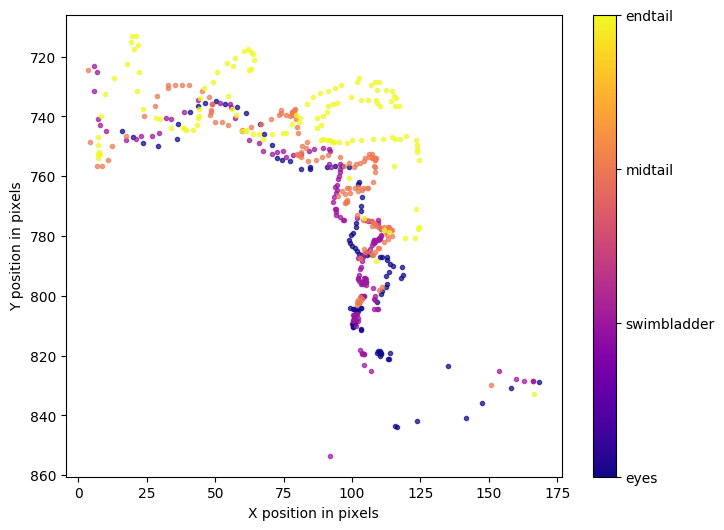 endtail
720
740
midtail
760
Y position in pixels
780
800
swimbladder
820
840
860
eyes
0 25 50 75 100 125 150 175
X position in pixels